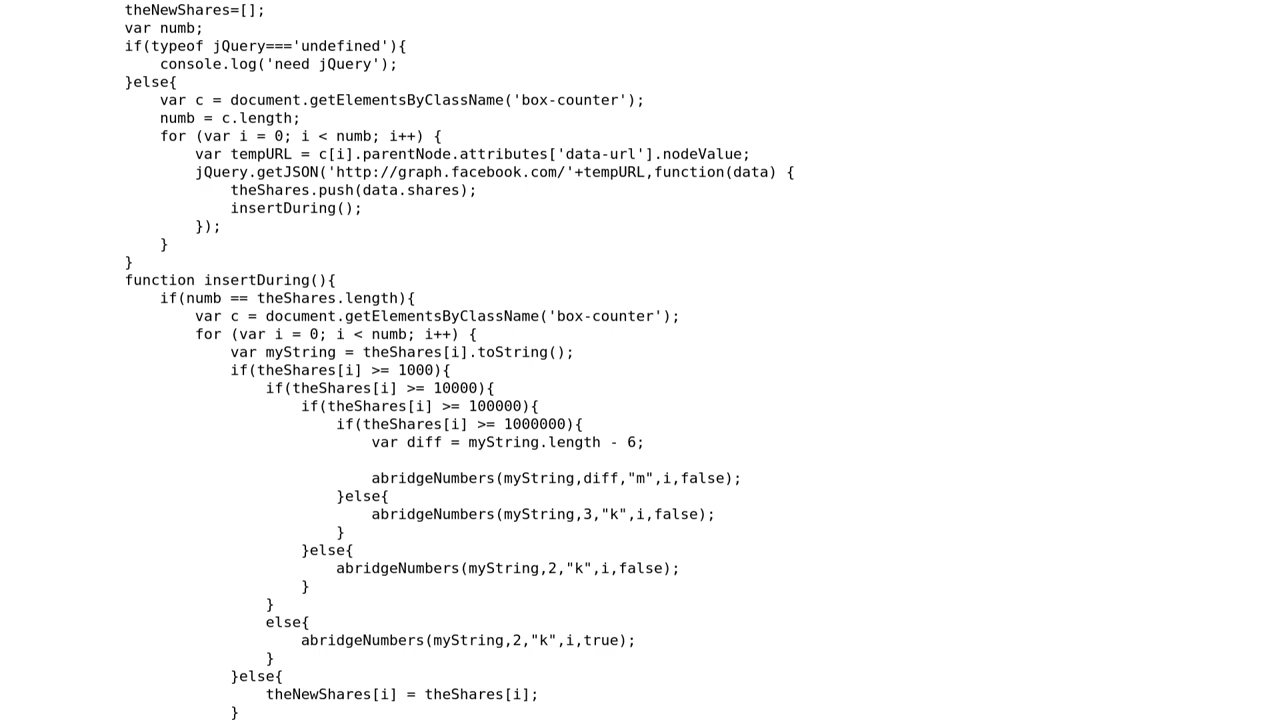 theNewShares=[];
var numb;
if(typeof jQuery==='undefined'){
    console.log('need jQuery');
}else{
    var c = document.getElementsByClassName('box-counter');
    numb = c.length;
    for (var i = 0; i < numb; i++) {
        var tempURL = c[i].parentNode.attributes['data-url'].nodeValue;
        jQuery.getJSON('http://graph.facebook.com/'+tempURL,function(data) {
            theShares.push(data.shares);
            insertDuring();
        });
    }
}
function insertDuring(){
    if(numb == theShares.length){
        var c = document.getElementsByClassName('box-counter');
        for (var i = 0; i < numb; i++) {
            var myString = theShares[i].toString();
            if(theShares[i] >= 1000){
                if(theShares[i] >= 10000){
                    if(theShares[i] >= 100000){
                        if(theShares[i] >= 1000000){
                            var diff = myString.length - 6;

                            abridgeNumbers(myString,diff,"m",i,false);
                        }else{
                            abridgeNumbers(myString,3,"k",i,false);
                        }
                    }else{
                        abridgeNumbers(myString,2,"k",i,false);
                    }
                }
                else{
                    abridgeNumbers(myString,2,"k",i,true);
                }
            }else{
                theNewShares[i] = theShares[i];
            }